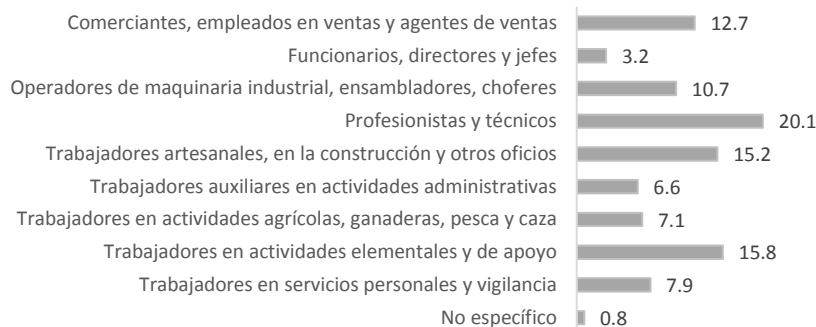 Comerciantes, empleados en ventas y agentes de ventas 12.7
Funcionarios, directores y jefes 3.2
Operadores de maquinaria industrial, ensambladores, choferes 10.7
Profesionistas y técnicos 20.1
Trabajadores artesanales, en la construcción y otros oficios 15.2
Trabajadores auxiliares en actividades administrativas 6.6
Trabajadores en actividades agrícolas, ganaderas, pesca y caza 7.1
Trabajadores en actividades elementales y de apoyo 15.8
Trabajadores en servicios personales y vigilancia 7.9
No específico 0.8